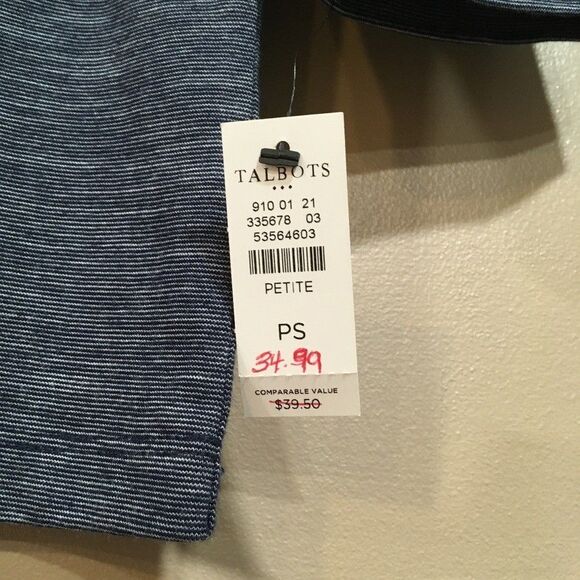 TALBOTS
910 01 21
335678 03
53564603
PETITE
PS
34.99
COMPARABLE VALUE
$39.50